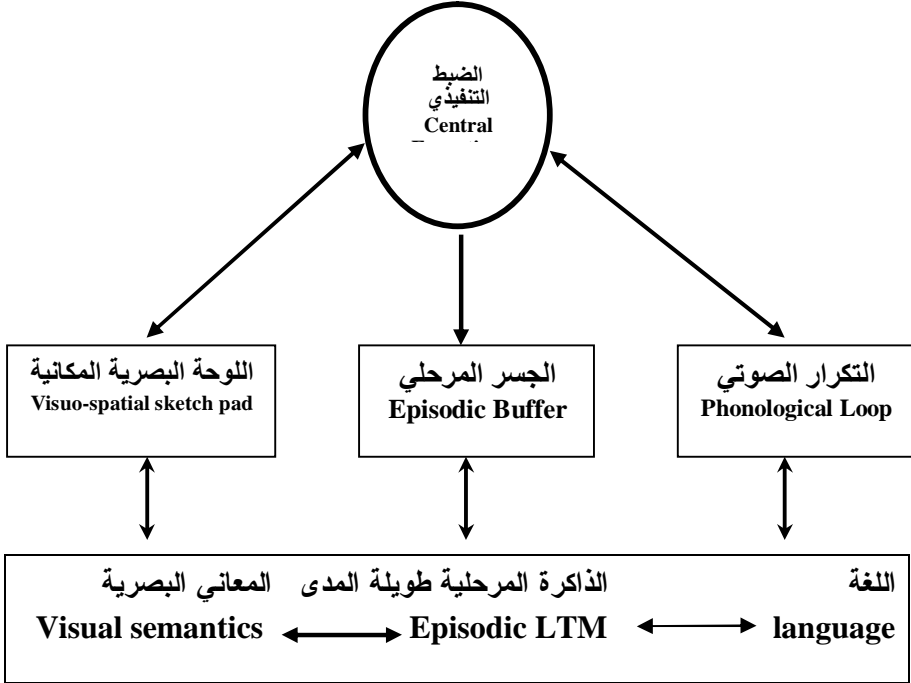 الضبط
التنفيذي
Central
اللوحة البصرية المكانية
Visuo-spatial sketch pad
الجسر المرحلي
Episodic Buffer
التكرار الصوتي
Phonological Loop
المعاني البصرية
الذاكرة المرحلية طويلة المدى
اللغة
Visual semantics
Episodic LTM
language